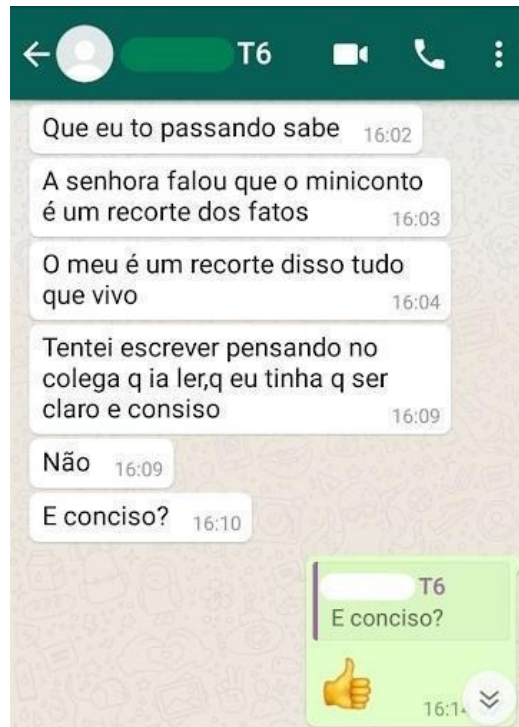 T6
Que eu to passando sabe 16:02
A senhora falou que o miniconto
é um recorte dos fatos 16:03
O meu é um recorte disso tudo
que vivo 16:04
Tentei escrever pensando no
colega q ia ler,q eu tinha q ser
claro e consiso 16:09
Não 16:09
E conciso? 16:10
T6
E conciso?
👍